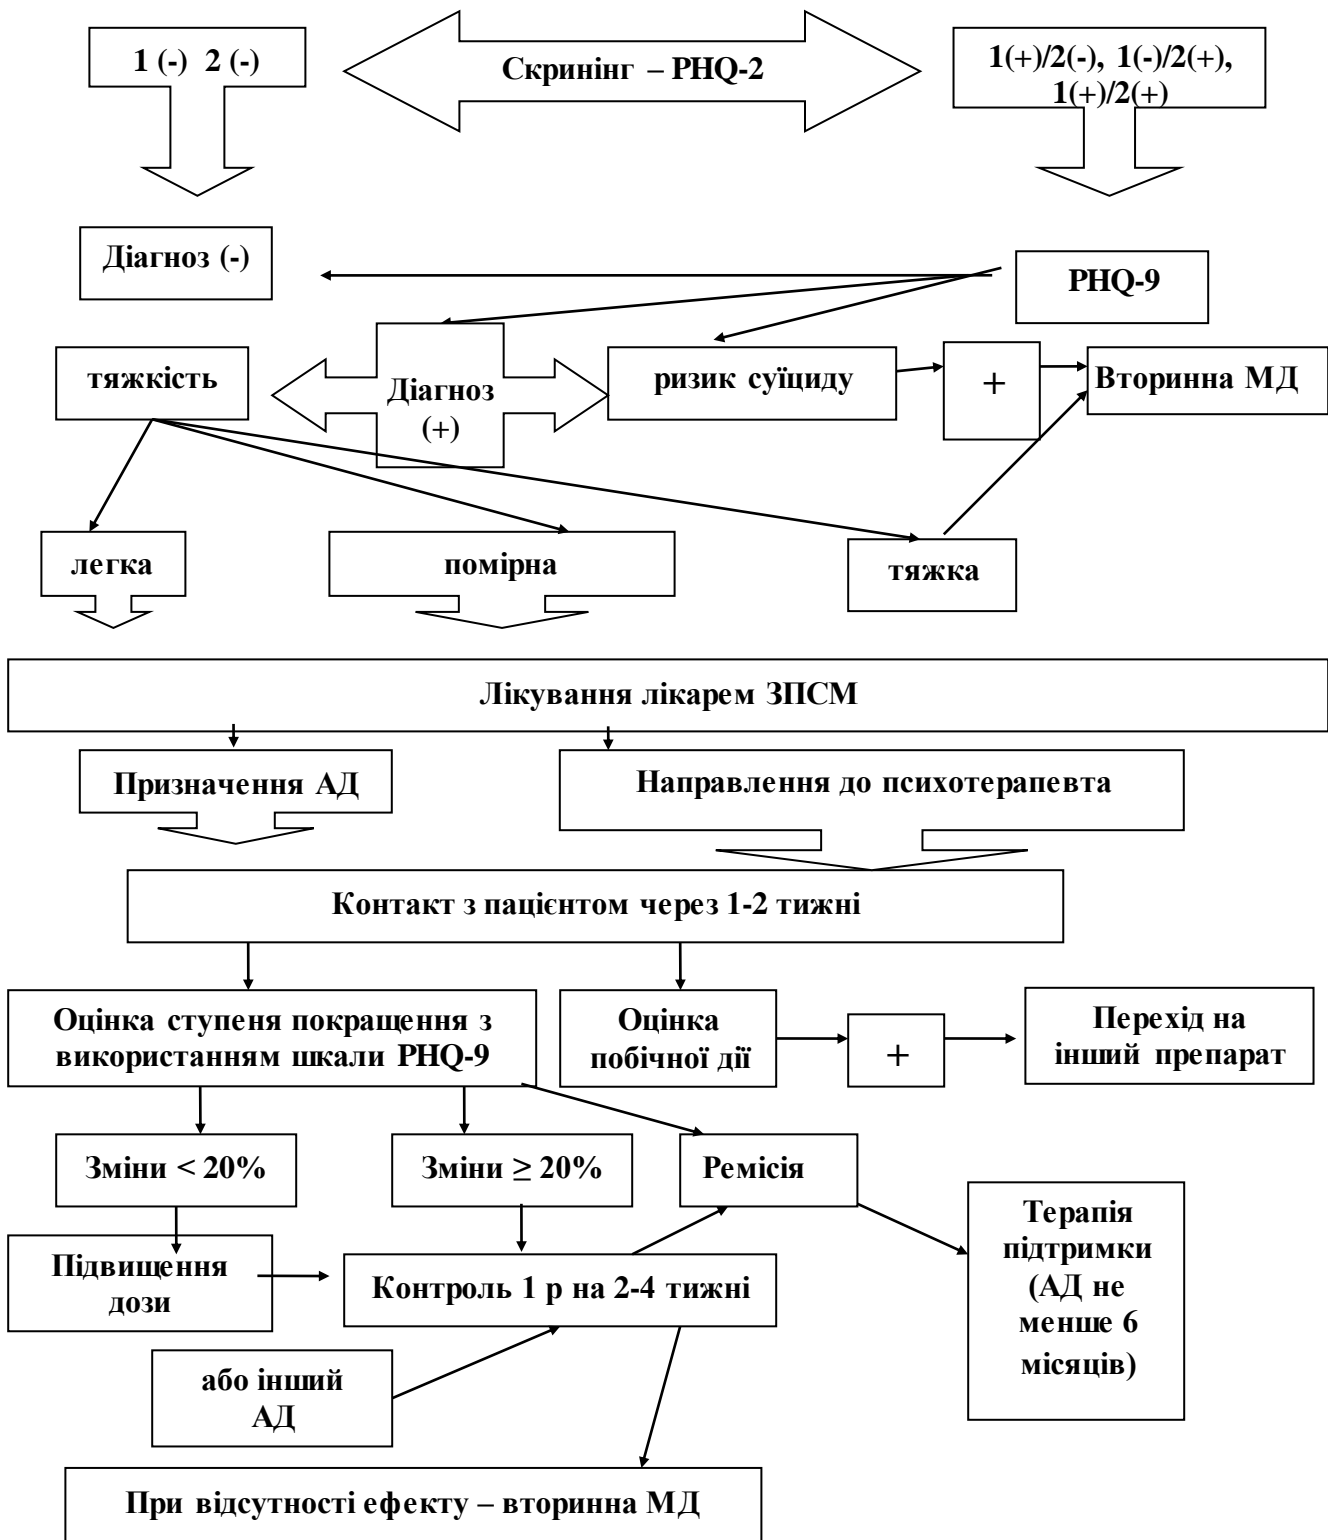 1 (-)  2 (-)
Скринінг – PHQ-2
1(+)/2(-), 1(-)/2(+),
1(+)/2(+)
Діагноз (-)
PHQ-9
тяжкість
Діагноз
(+)
ризик суїциду
+
Вторинна МД
легка
помірна
тяжка
Лікування лікарем ЗПСМ
Призначення АД
Направлення до психотерапевта
Контакт з пацієнтом через 1-2 тижні
Оцінка ступеня покращення з
використанням шкали PHQ-9
Оцінка
побічної дії
+
Перехід на
інший препарат
Зміни < 20%
Зміни ≥ 20%
Ремісія
Терапія
підтримки
(АД не
менше 6
місяців)
Підвищення
дози
Контроль 1 р на 2-4 тижні
або інший
АД
При відсутності ефекту – вторинна МД